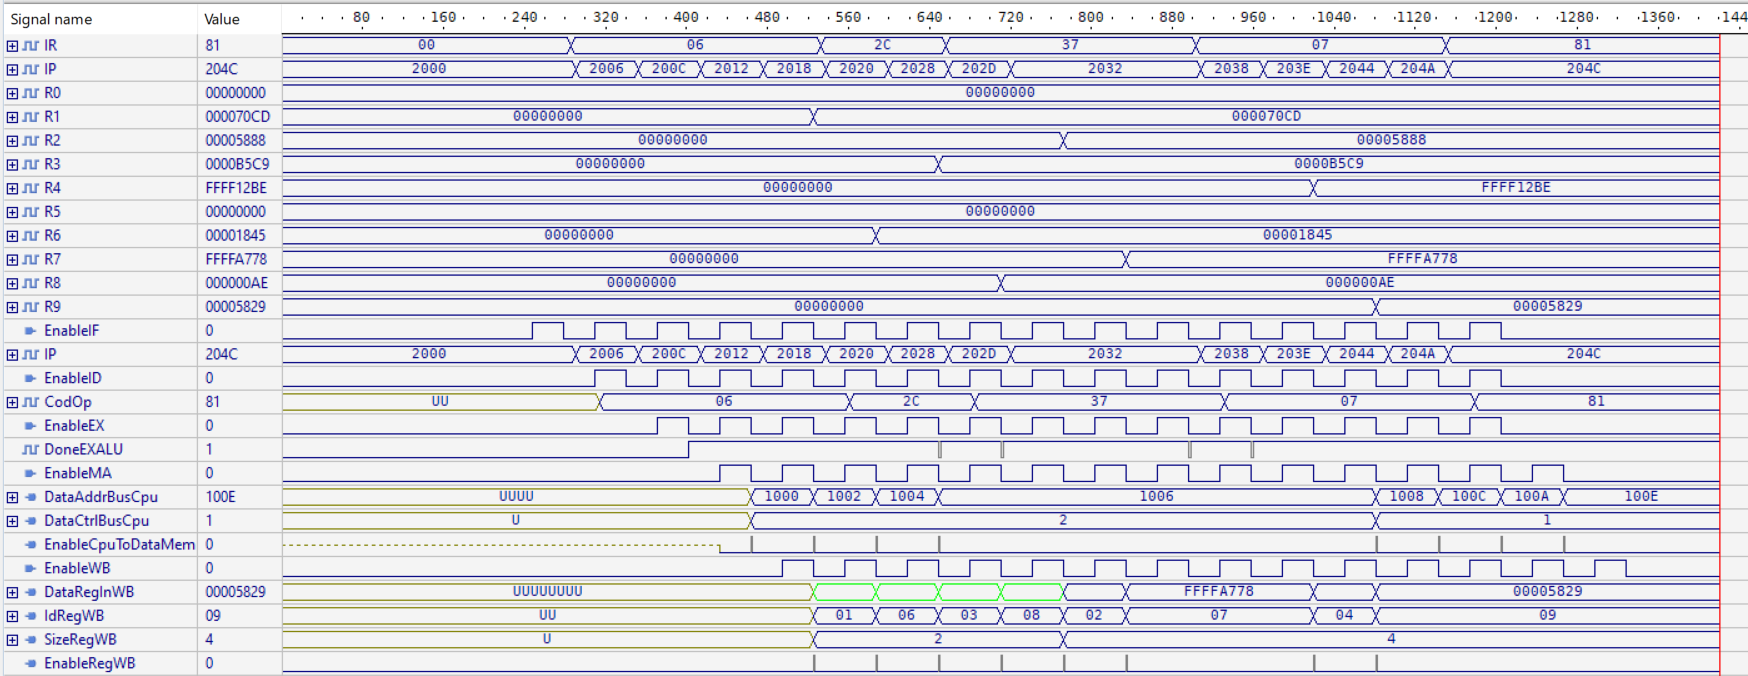 Signal name Value 80 160 240 320 400 480 560 640 720 800 880 960 1040 1120 1200 1280 1360 144
IR 81 00 06 2C 37 07 81
IP 204C 2000 2006 200C 2012 2018 2020 2028 202D 2032 2038 203E 2044 204A 204C
R0 00000000 00000000
R1 000070CD 00000000 000070CD
R2 00005888 00000000 00005888
R3 0000B5C9 00000000 0000B5C9
R4 FFFF12BE 00000000 FFFF12BE
R5 00000000 00000000
R6 00001845 00000000 00001845
R7 FFFFA778 00000000 FFFFA778
R8 000000AE 00000000 000000AE
R9 00005829 00000000 00005829
EnableIF 0
IP 204C 2000 2006 200C 2012 2018 2020 2028 202D 2032 2038 203E 2044 204A 204C
EnableID 0
CodOp 81 UU 06 2C 37 07 81
EnableEX 0
DoneEXALU 1
EnableMA 0
DataAddrBusCpu 100E UUUU 1000 1002 1004 1006 1008 100C 100A 100E
DataCtrlBusCpu 1 U 2 1
EnableCpuToDataMem 0
EnableWB 0
DataRegInWB 00005829 UUUUUUUU FFFFA778 00005829
IdRegWB 09 UU 01 06 03 08 02 07 04 09
SizeRegWB 4 U 2 4
EnableRegWB 0